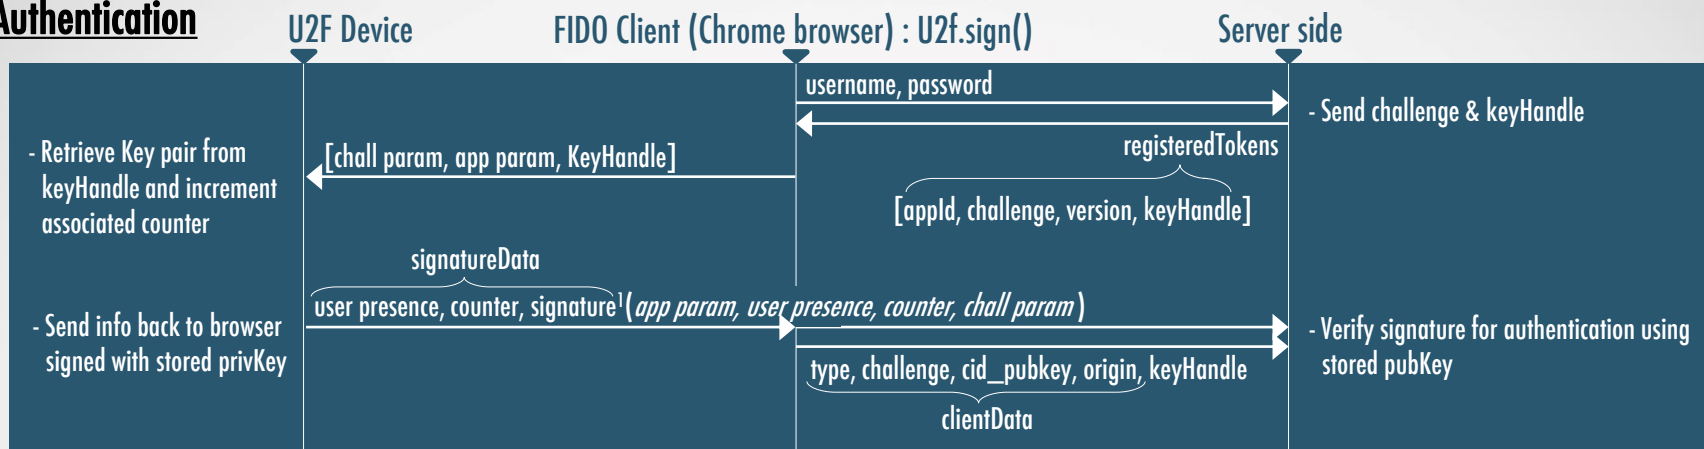 Authentication
U2F Device
FIDO Client (Chrome browser) : U2f.sign()
Server side
username, password
- Send challenge & keyHandle
registeredTokens
[appId, challenge, version, keyHandle]
[chall param, app param, KeyHandle]
- Retrieve Key pair from
keyHandle and increment
associated counter
signatureData
user presence, counter, signature¹(app param, user presence, counter, chall param)
- Send info back to browser
signed with stored privKey
- Verify signature for authentication using
stored pubKey
type, challenge, cid_pubkey, origin, keyHandle
clientData